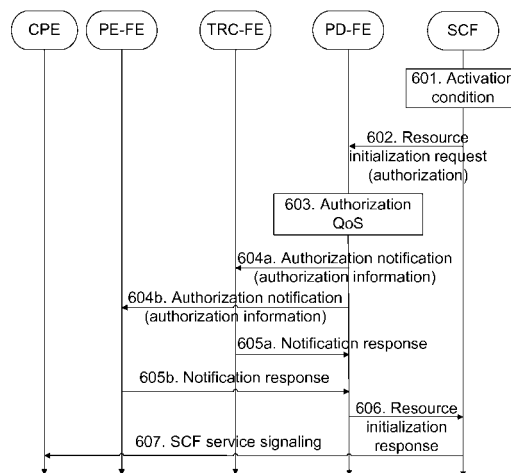 CPE PE-FE TRC-FE PD-FE SCF
601. Activation
condition
602. Resource
initialization request
(authorization)
603. Authorization
QoS
604a. Authorization notification
(authorization information)
604b. Authorization notification
(authorization information)
605a. Notification response
605b. Notification response
606. Resource
initialization
response
607. SCF service signaling